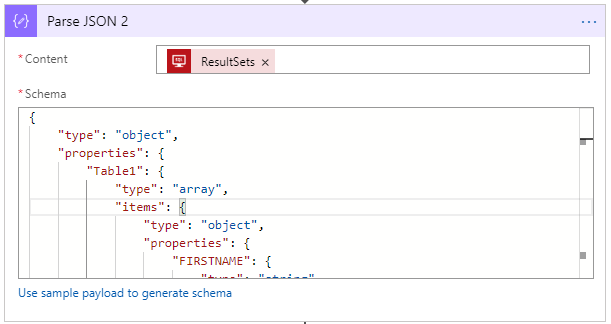 Parse JSON 2 ...
* Content
ResultSets ×
* Schema
{
"type": "object",
"properties": {
"Table1": {
"type": "array",
"items": {
"type": "object",
"properties": {
"FIRSTNAME": {
"type": "string"
Use sample payload to generate schema